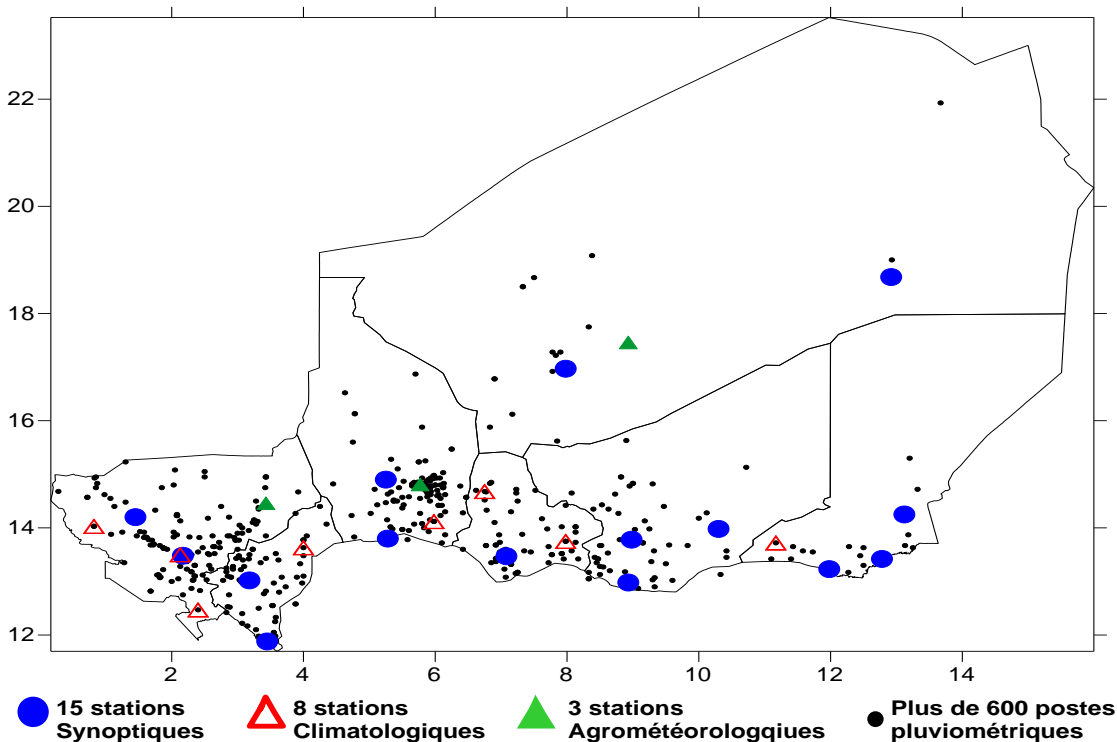 22
20
18
16
14
12
2 4 6 8 10 12 14
15 stations
Synoptiques
8 stations
Climatologiques
3 stations
Agrométéorologqiues
Plus de 600 postes
pluviométriques